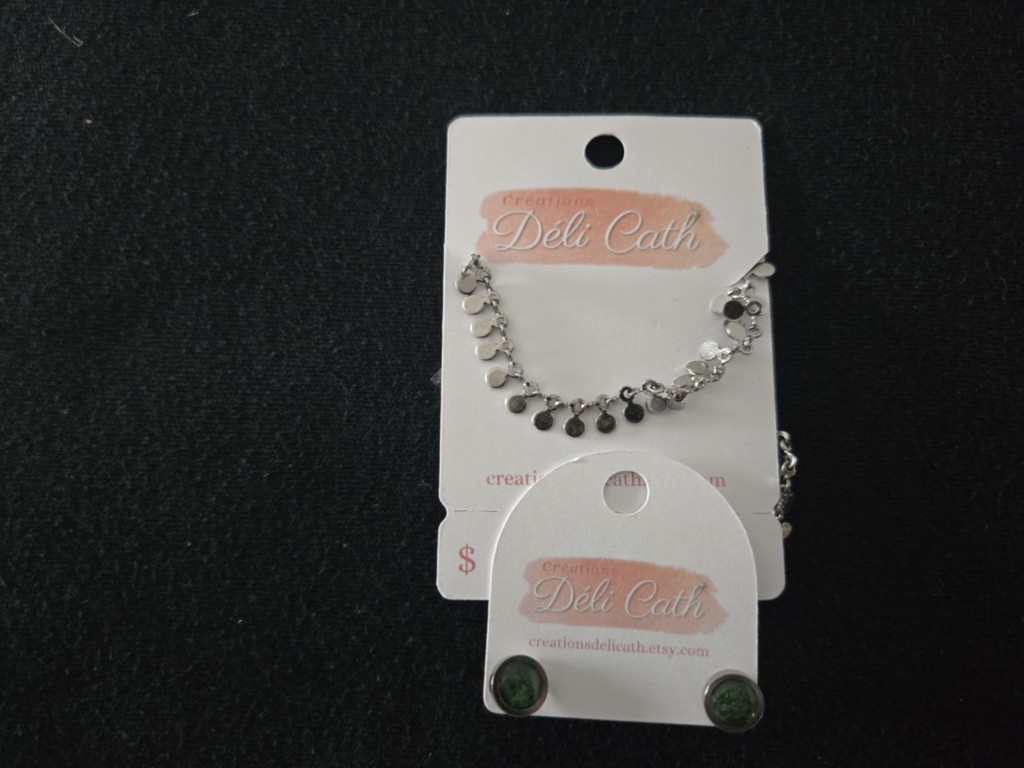 Créations
Déli Cath
$
Créations
Déli Cath
creationsdelicath.etsy.com